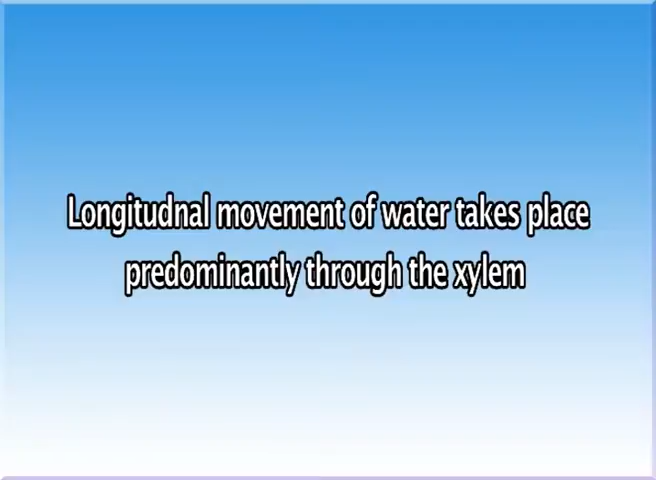 Longitudnal movement of water takes place
predominantly through the xylem